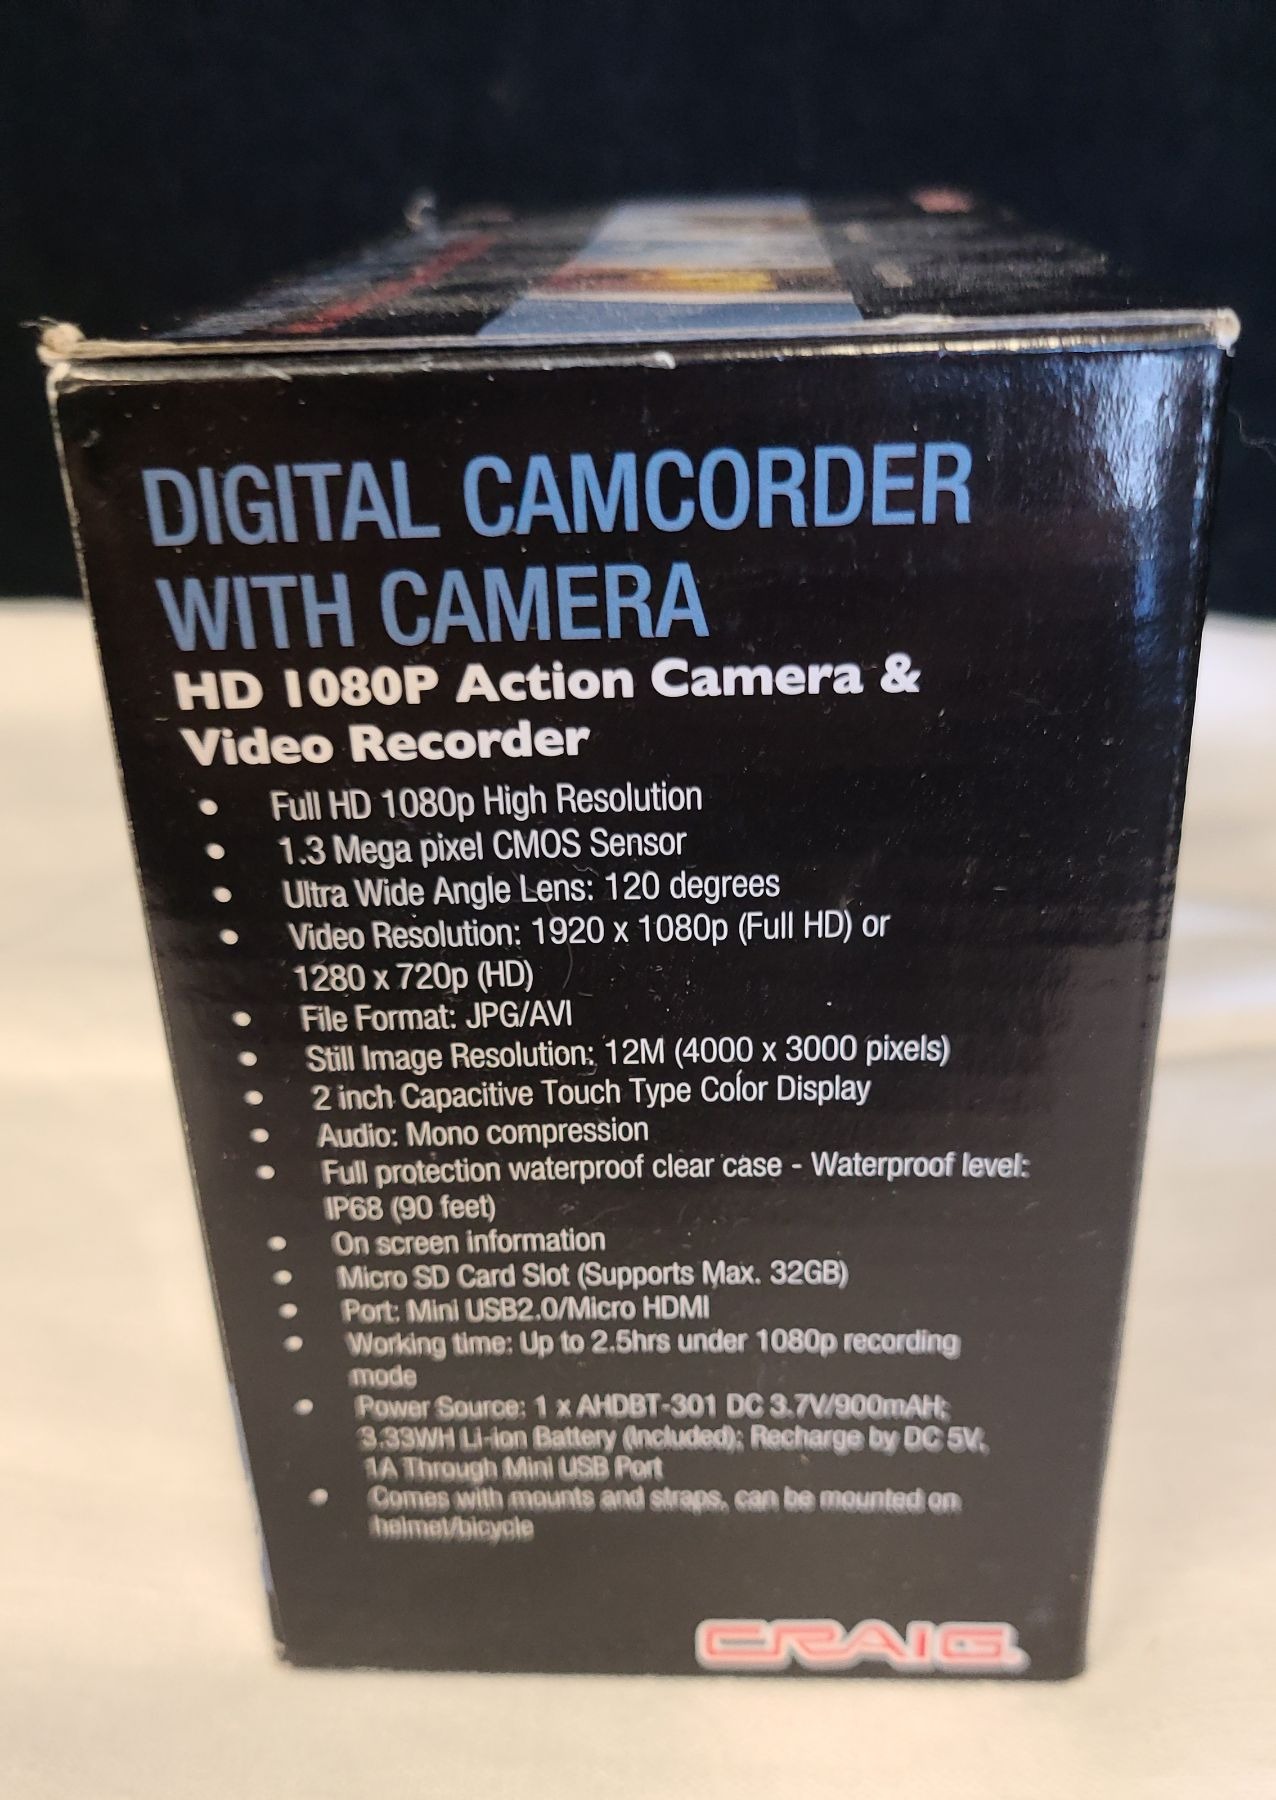 DIGITAL CAMCORDER
WITH CAMERA
HD 1080P Action Camera &
Video Recorder
• Full HD 1080p High Resolution
• 1.3 Mega pixel CMOS Sensor
• Ultra Wide Angle Lens: 120 degrees
• Video Resolution: 1920 x 1080p (Full HD) or
1280 x 720p (HD)
• File Format: JPG/AVI
• Still Image Resolution: 12M (4000 x 3000 pixels)
• 2 inch Capacitive Touch Type Color Display
• Audio: Mono compression
• Full protection waterproof clear case - Waterproof level:
IP68 (90 feet)
• On screen information
• Micro SD Card Slot (Supports Max. 32GB)
• Port: Mini USB2.0/Micro HDMI
• Working time: Up to 2.5hrs under 1080p recording
mode
• Power Source: 1 x AHDBT-301 DC 3.7V/900mAH;
3.33WH Li-ion Battery (Included); Recharge by DC 5V,
1A Through Mini USB Port
• Comes with mounts and straps, can be mounted on
helmet/bicycle
CRAIG